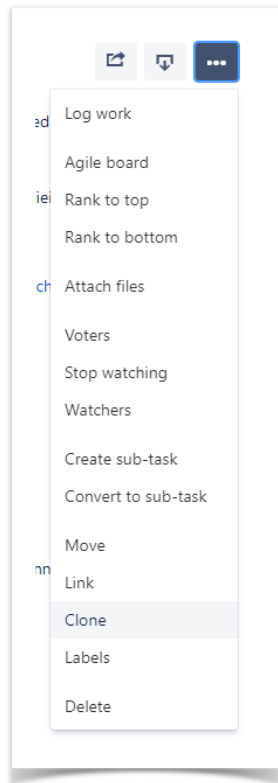 Log work
Agile board
Rank to top
Rank to bottom
Attach files
Voters
Stop watching
Watchers
Create sub-task
Convert to sub-task
Move
Link
Clone
Labels
Delete